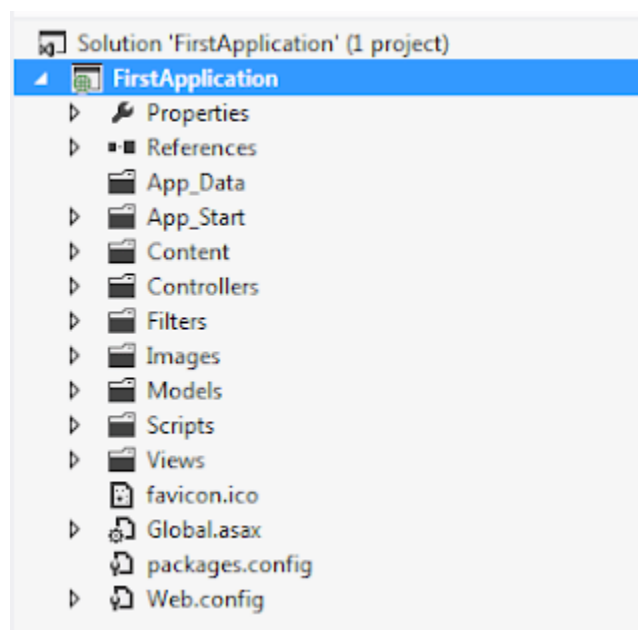 Solution 'FirstApplication' (1 project)
FirstApplication
Properties
References
App_Data
App_Start
Content
Controllers
Filters
Images
Models
Scripts
Views
favicon.ico
Global.asax
packages.config
Web.config